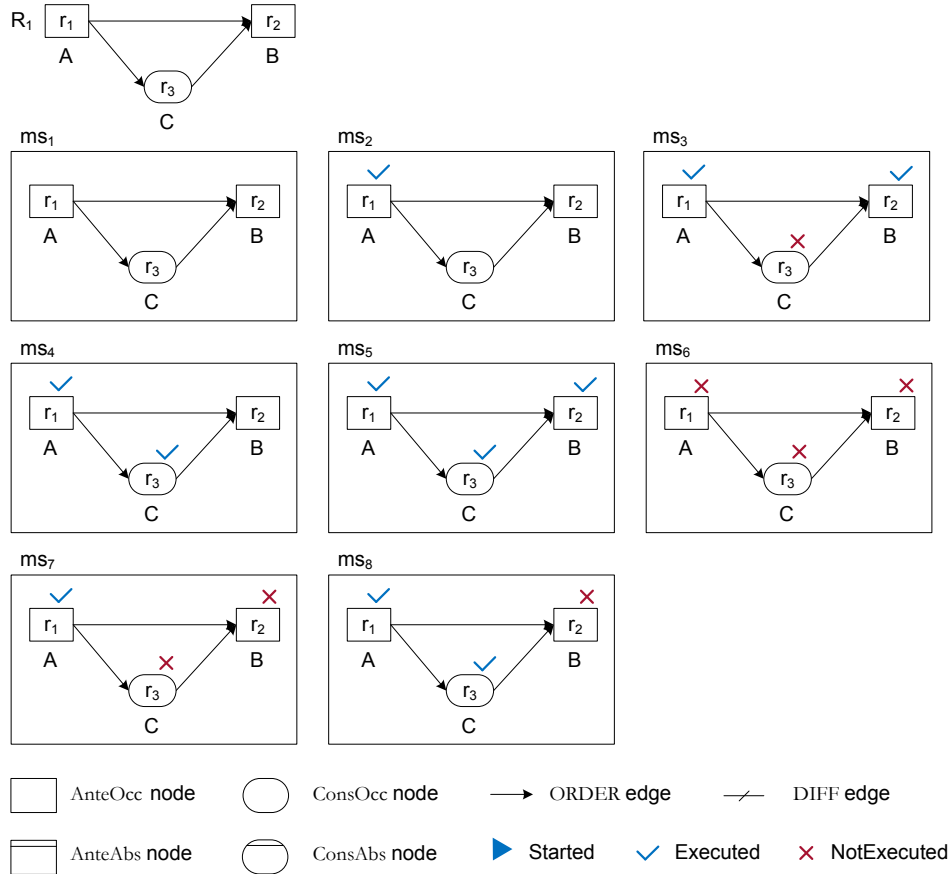 R₁ r₁ r₂
A B
r₃
C
ms₁ ms₂ ms₃
r₁ r₂ r₁ r₂ r₁ r₂
A B A B A B
r₃ r₃ r₃
C C C
ms₄ ms₅ ms₆
r₁ r₂ r₁ r₂ r₁ r₂
A B A B A B
r₃ r₃ r₃
C C C
ms₇ ms₈
r₁ r₂ r₁ r₂
A B A B
r₃ r₃
C C
AnteOcc node ConsOcc node ORDER edge DIFF edge
AnteAbs node ConsAbs node Started Executed NotExecuted